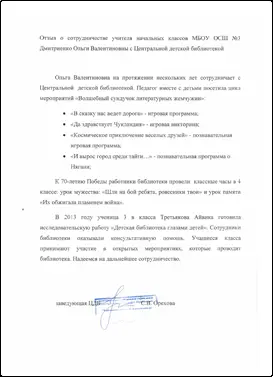 Отзыв о сотрудничестве учителя начальных классов МБОУ ОСШ №3
Дмитриенко Ольги Валентиновны с Центральной детской библиотекой
Ольга Валентиновна на протяжении нескольких лет сотрудничает с
Центральной детской библиотекой. Педагог вместе с детьми посетила цикл
мероприятий «Волшебный сундучок литературных жемчужин»:
«В сказку нас ведет дорога» - игровая программа;
«Да здравствует Чукляндия» - игровая викторина;
«Космическое приключение веселых друзей» - познавательная
игровая программа;
«И вырос город среди тайги…» - познавательная программа о
Нягани;
К 70-летию Победы работники библиотеки провели классные часы в 4
классе: урок мужества: «Шли на бой ребята, ровесники твои» и урок памяти
«Их обжигала пламенем война».
В 2013 году ученица 3 в класса Третьякова Айвина готовила
исследовательскую работу «Детская библиотека глазами детей». Сотрудники
библиотеки оказывали консультативную помощь. Учащиеся класса
принимают участие в открытых мероприятиях, которые проводит
библиотека. Надеемся на дальнейшее сотрудничество.
заведующая ЦДБ С.В. Орехова